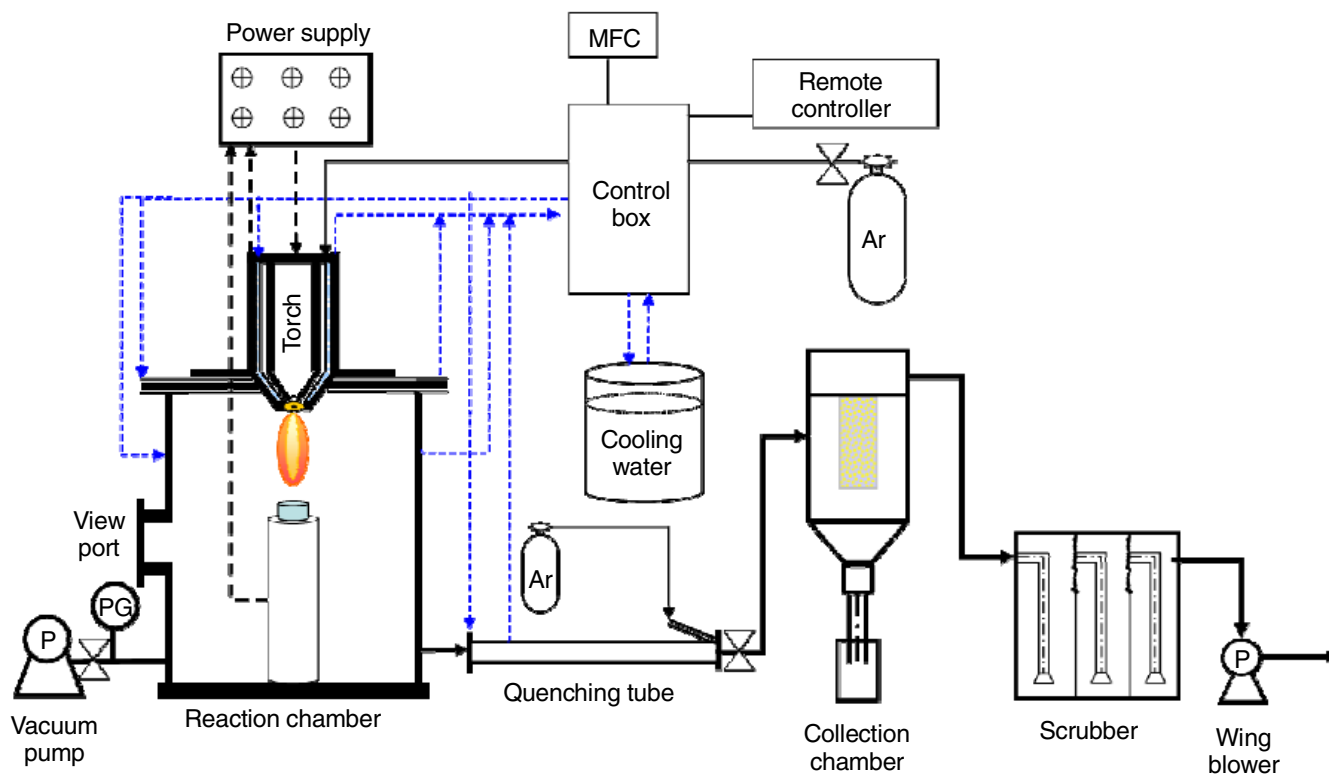 Power supply
MFC
Remote
controller
Control
box
Ar
Torch
Cooling
water
View
port
PG
P
Ar
P
Vacuum
pump
Reaction chamber
Quenching tube
Collection
chamber
Scrubber
Wing
blower